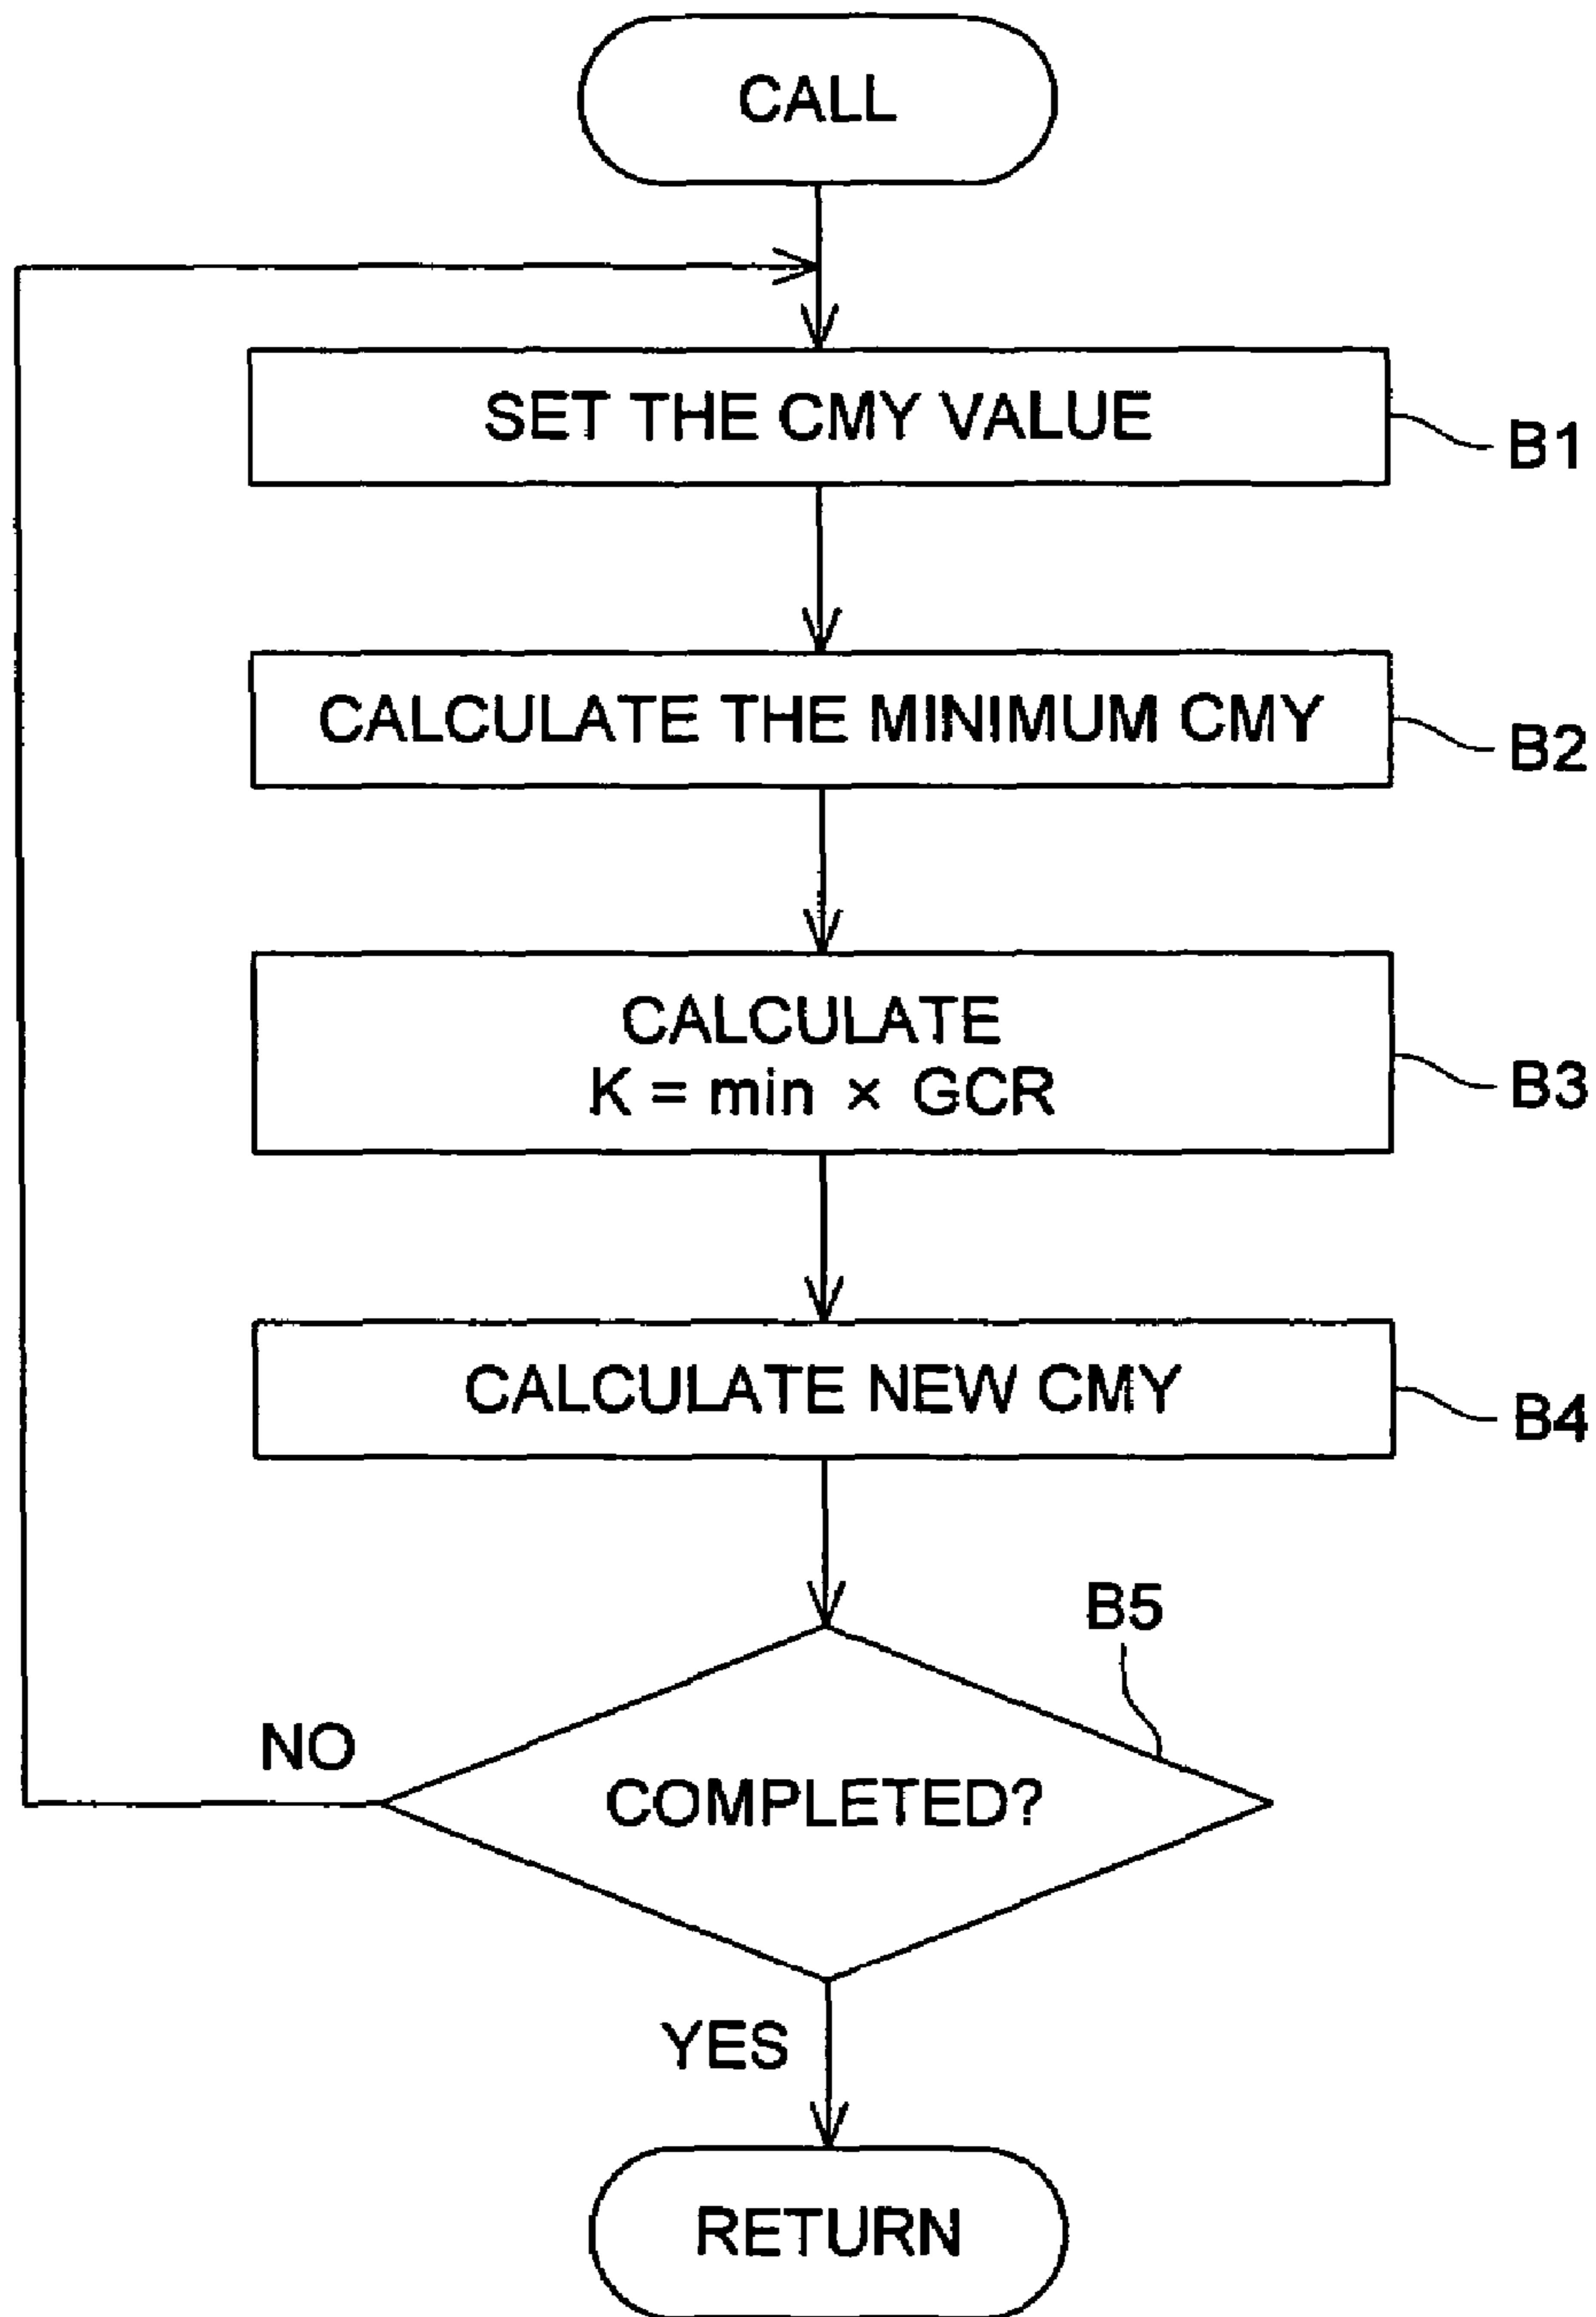 CALL
SET THE CMY VALUE
B1
CALCULATE THE MINIMUM CMY
B2
CALCULATE
K = min × GCR
B3
CALCULATE NEW CMY
B4
B5
NO
COMPLETED?
YES
RETURN